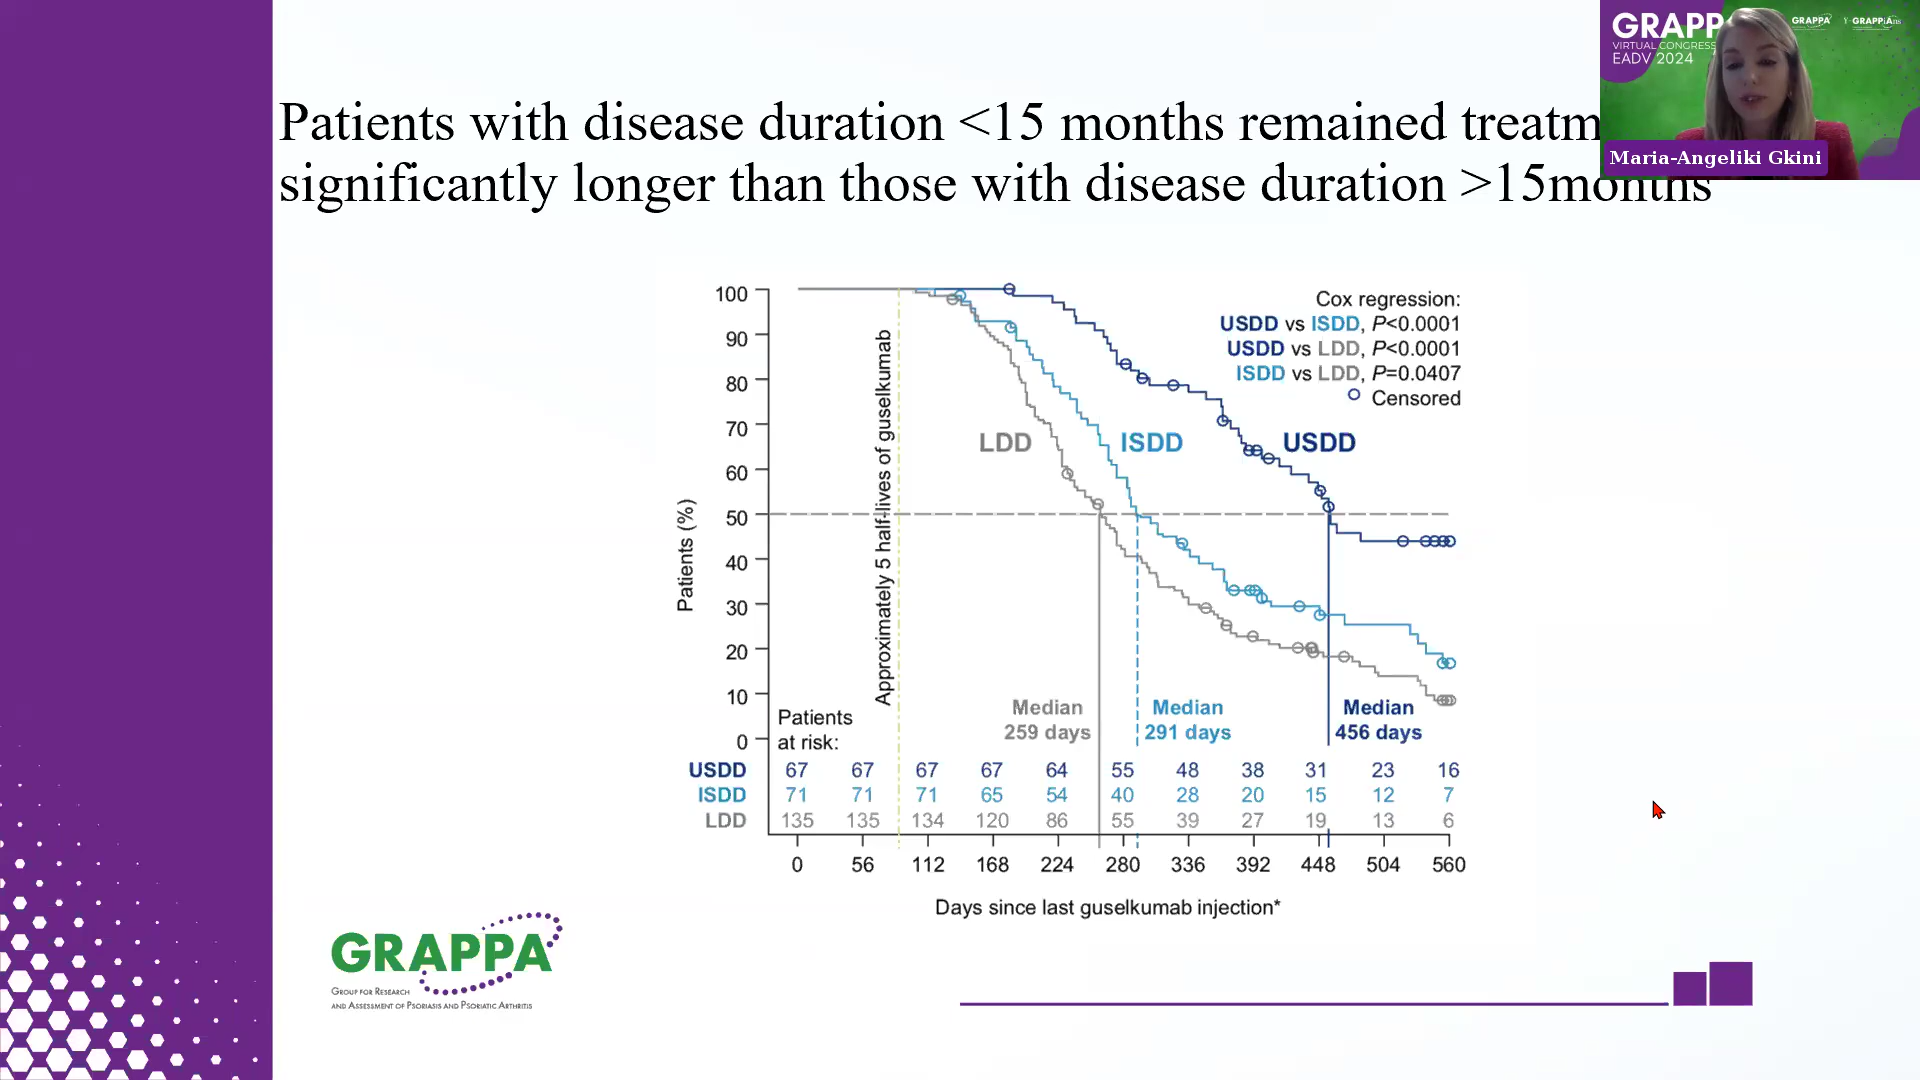 Patients with disease duration <15 months remained treatm
significantly longer than those with disease duration >15months
GRAPP
VIRTUAL CONGRESS
EADV 2024
GRAPPA
Y-GRAPPIAns
Maria-Angeliki Gkini
Cox regression:
USDD vs ISDD, P<0.0001
USDD vs LDD, P<0.0001
ISDD vs LDD, P=0.0407
Censored
LDD
ISDD
USDD
Patients (%)
100
90
80
70
60
50
40
30
20
10
0
Approximately 5 half-lives of guselkumab
Median
259 days
Median
291 days
Median
456 days
Patients
at risk:
USDD 67 67 67 67 64 55 48 38 31 23 16
ISDD 71 71 71 65 54 40 28 20 15 12 7
LDD 135 135 134 120 86 55 39 27 19 13 6
0 56 112 168 224 280 336 392 448 504 560
Days since last guselkumab injection*
GRAPPA
Group for Research
and Assessment of Psoriasis and Psoriatic Arthritis